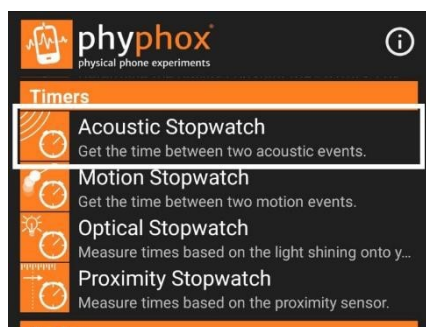 phyphox
physical phone experiments
Timers
Acoustic Stopwatch
Get the time between two acoustic events.
Motion Stopwatch
Get the time between two motion events.
Optical Stopwatch
Measure times based on the light shining onto y...
Proximity Stopwatch
Measure times based on the proximity sensor.